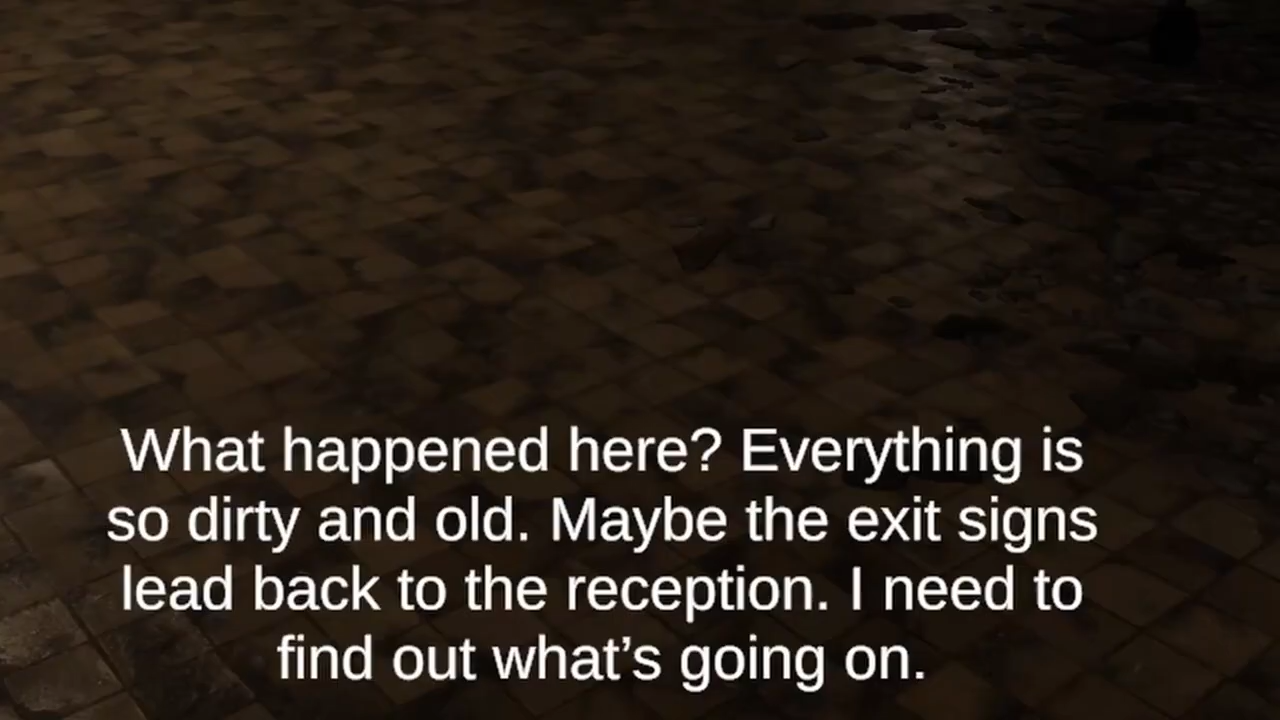 What happened here? Everything is
so dirty and old. Maybe the exit signs
lead back to the reception. I need to
find out what’s going on.